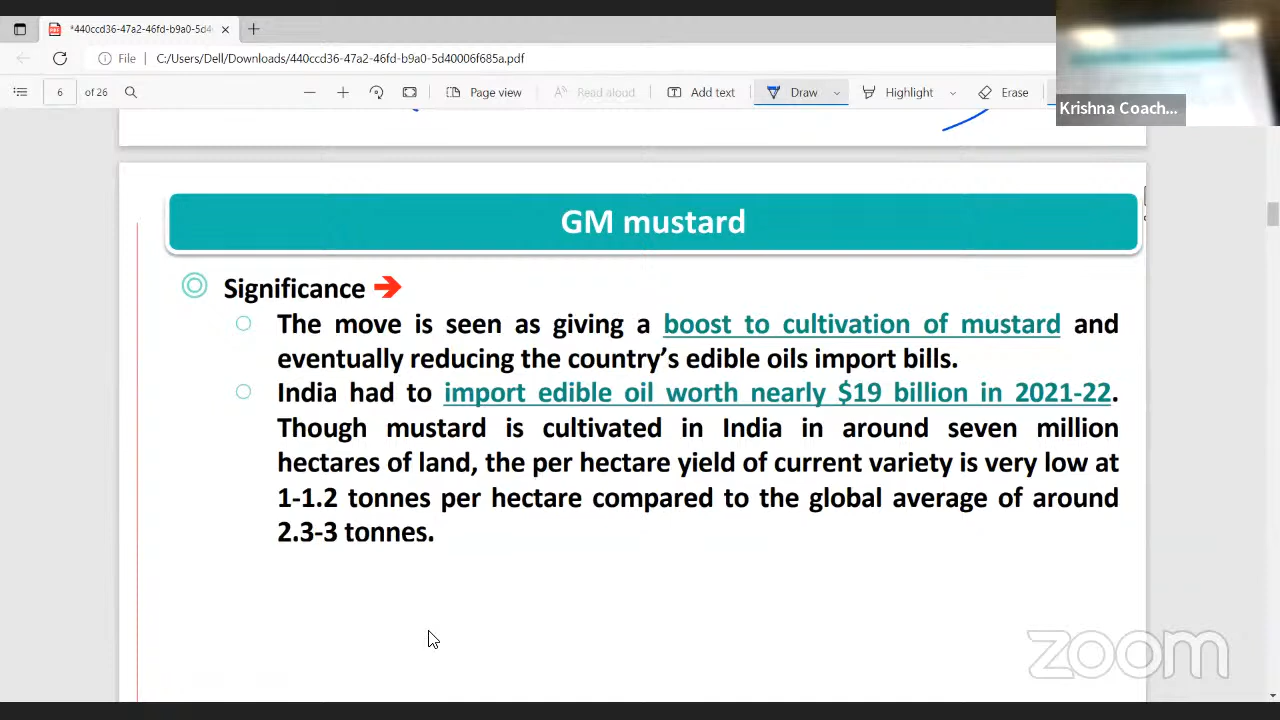 *440ccd36-47a2-46fd-b9a0-5d4
File C:/Users/Dell/Downloads/440ccd36-47a2-46fd-b9a0-5d40006f685a.pdf
6 of 26 Page view Read aloud Add text Draw Highlight Erase
Krishna Coach...
GM mustard
Significance
The move is seen as giving a boost to cultivation of mustard and
eventually reducing the country’s edible oils import bills.
India had to import edible oil worth nearly $19 billion in 2021-22.
Though mustard is cultivated in India in around seven million
hectares of land, the per hectare yield of current variety is very low at
1-1.2 tonnes per hectare compared to the global average of around
2.3-3 tonnes.
zoom